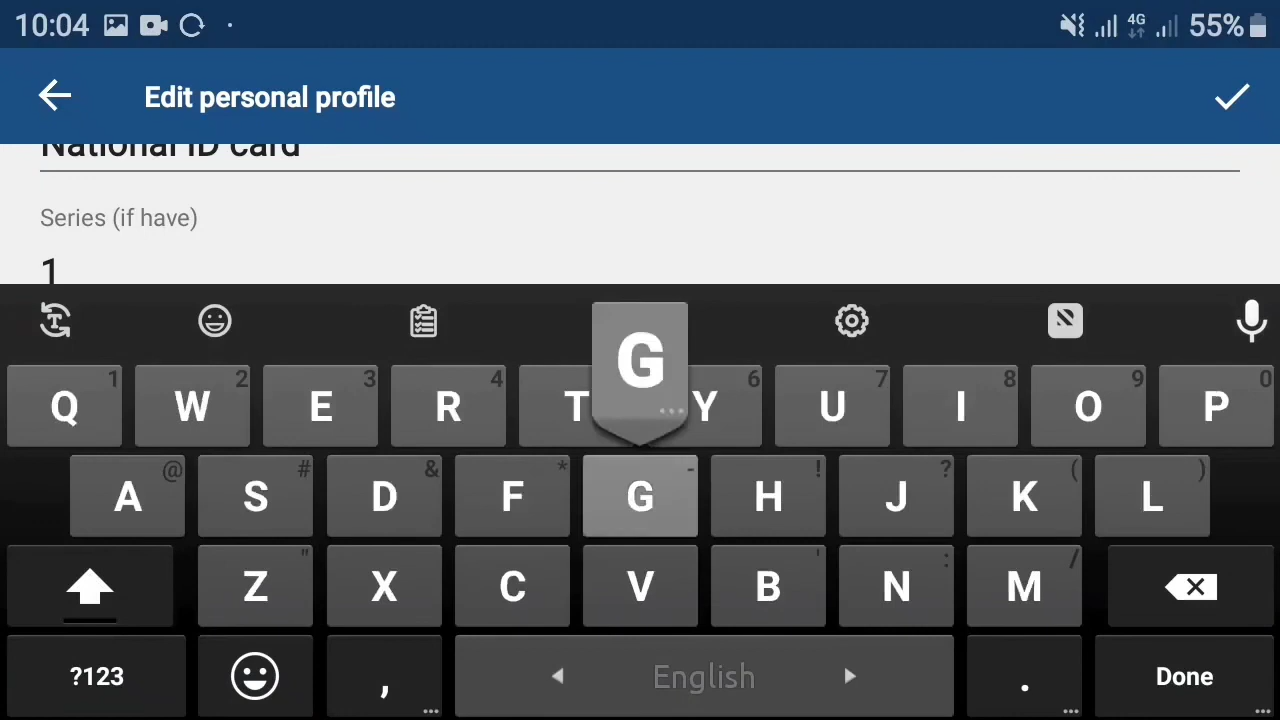 10:04 4G 55%
Edit personal profile
National ID card
Series (if have)
1
G
Q 1 W 2 E 3 R 4 T Y 6 U 7 I 8 O 9 P 0
A @ S # D & F * G - H ! J ? K ( L )
Z " X C V B ' N : M /
?123 , English . Done